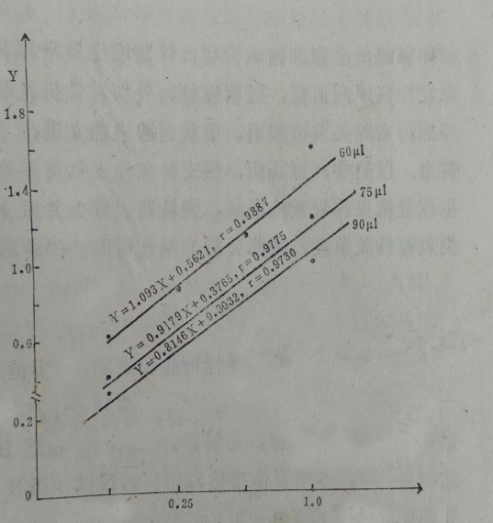 Y
1.8
60μl
1.4
75μl
90μl
Y=1.093X+0.5621, r=0.9887
Y=0.9179X+0.3765, r=0.9775
Y=0.8146X+0.3032, r=0.9730
1.0
0.6
0.2
0
0.25
1.0